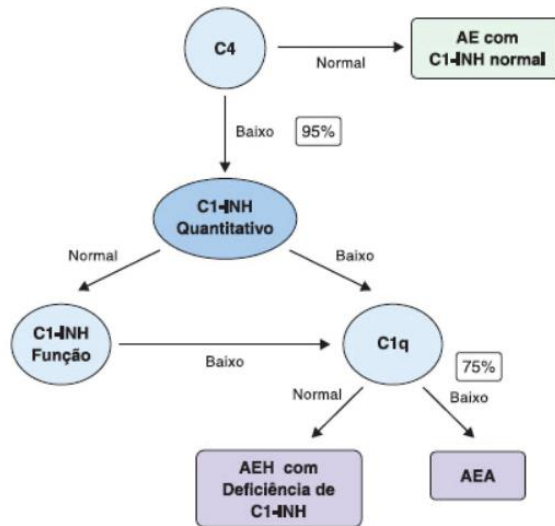 C4
Normal
AE com
C1-INH normal
Baixo
95%
C1-INH
Quantitativo
Normal
Baixo
C1-INH
Função
Baixo
C1q
75%
Normal
Baixo
AEH com
Deficiência de
C1-INH
AEA